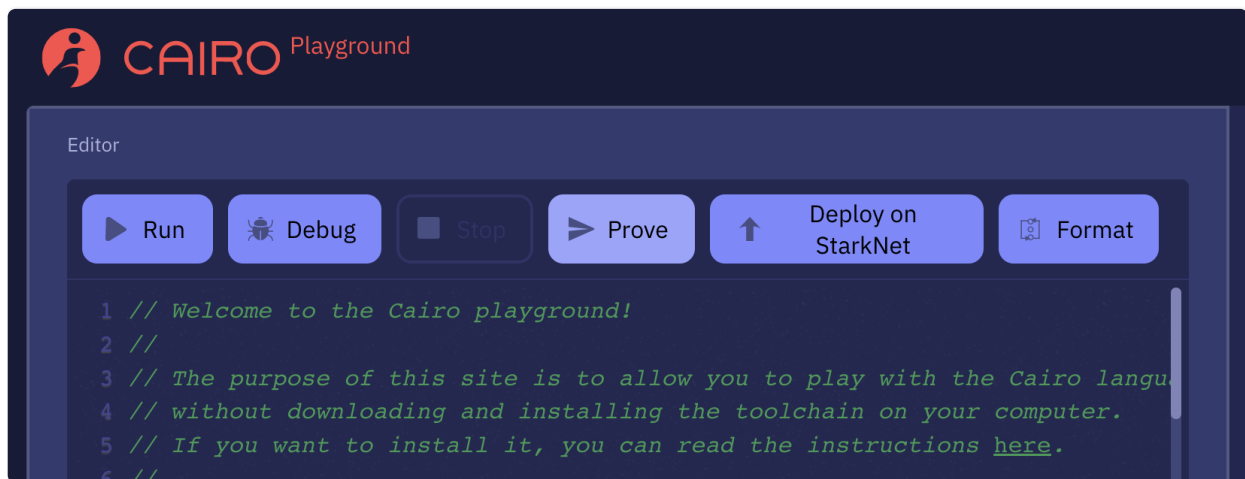 CAIRO Playground
Editor
Run Debug Stop Prove Deploy on StarkNet Format
1 // Welcome to the Cairo playground!
2 //
3 // The purpose of this site is to allow you to play with the Cairo langu
4 // without downloading and installing the toolchain on your computer.
5 // If you want to install it, you can read the instructions here.
6 //